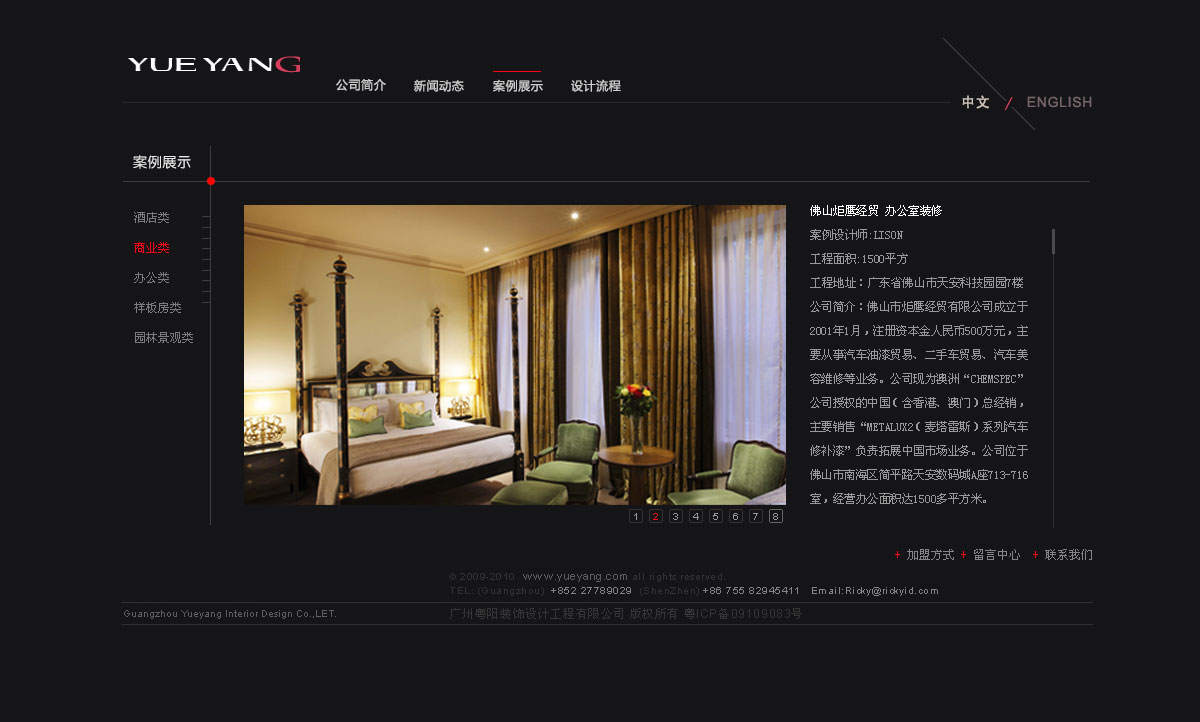 YUEYANG
公司简介 新闻动态 案例展示 设计流程
中文 / ENGLISH
案例展示
酒店类
商业类
办公类
样板房类
园林景观类
佛山炬鹰经贸 办公室装修
案例设计师:LISON
工程面积:1500平方
工程地址：广东省佛山市天安科技园园7楼
公司简介：佛山市炬鹰经贸有限公司成立于
2001年1月，注册资本金人民币500万元，主
要从事汽车油漆贸易、二手车贸易、汽车美
容维修等业务。公司现为澳洲“CHEMSPEC”
公司授权的中国（含香港、澳门）总经销，
主要销售“METALUX2（麦塔雷斯）系列汽车
修补漆”负责拓展中国市场业务。公司位于
佛山市南海区简平路天安数码城A座713-716
室，经营办公面积达1500多平方米。
1 2 3 4 5 6 7 8
+ 加盟方式 + 留言中心 + 联系我们
© 2009-2010 www.yueyang.com all rights reserved.
TEL: (Guangzhou) +852 27789029 (ShenZhen) +86 755 82945411 Email:Ricky@rickyid.com
Guangzhou Yueyang Interior Design Co.,LET. 广州粤阳装饰设计工程有限公司 版权所有 粤ICP备09109083号